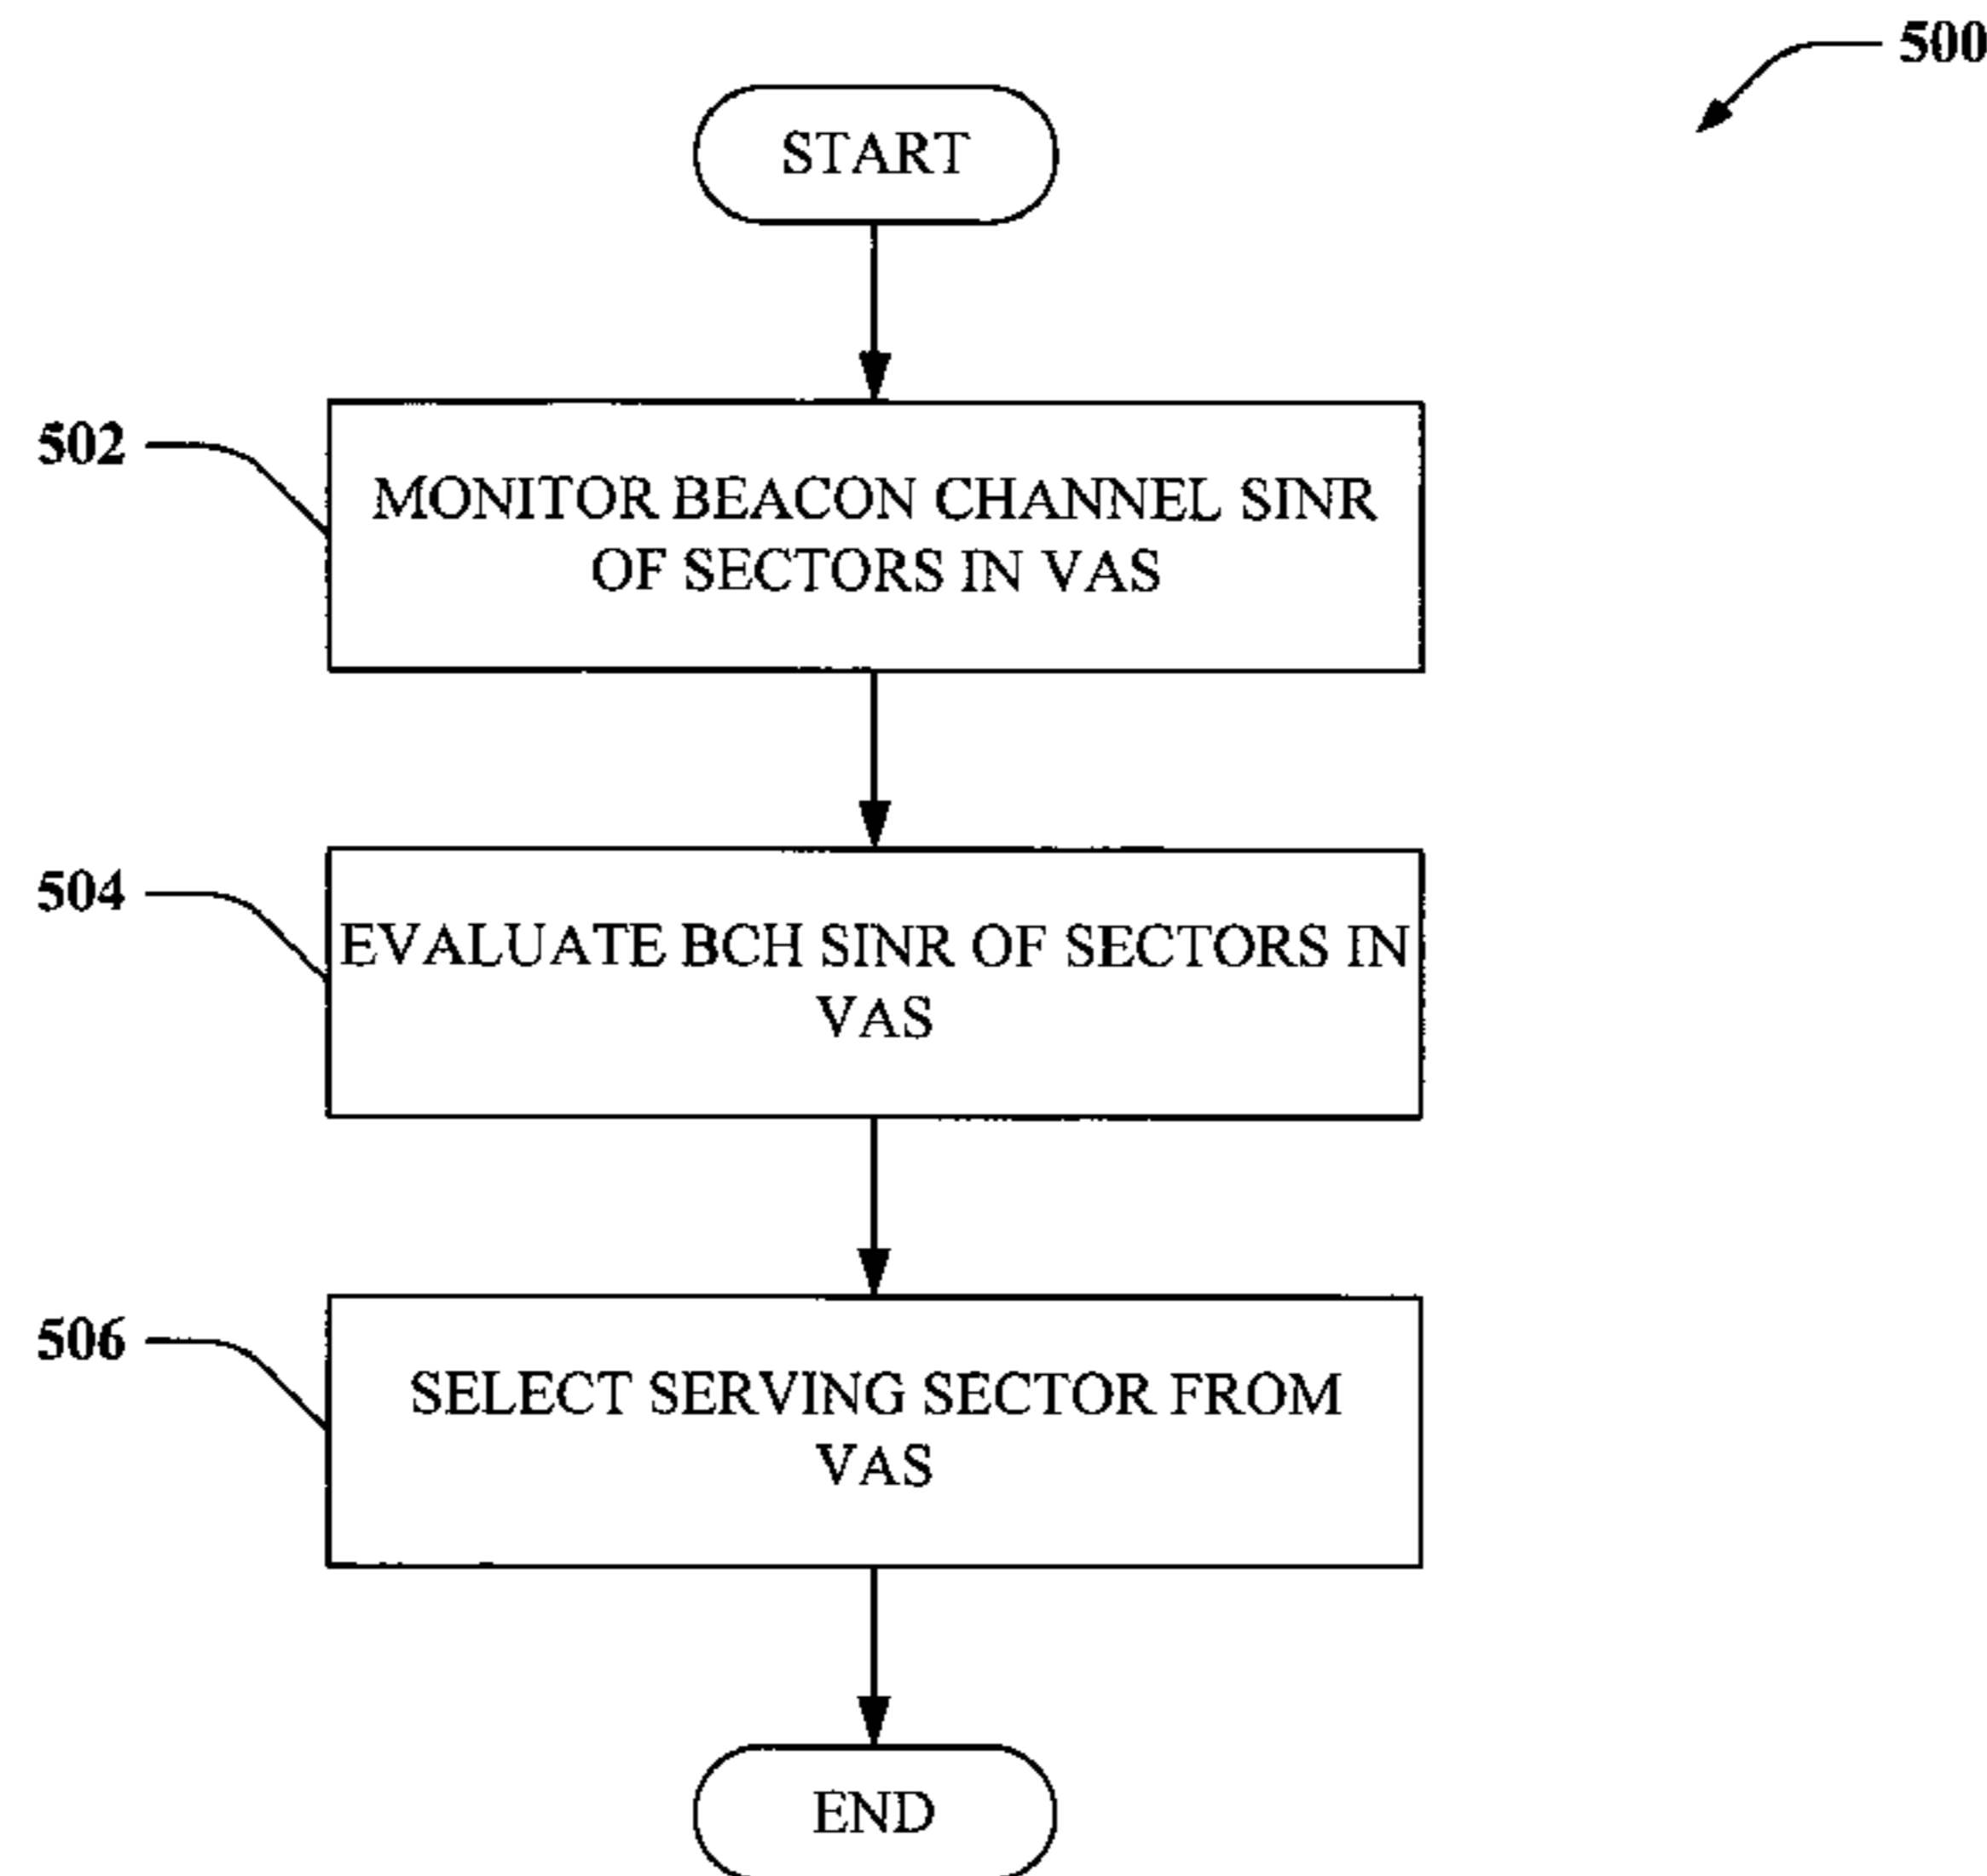 500
START
502
MONITOR BEACON CHANNEL SINR
OF SECTORS IN VAS
504
EVALUATE BCH SINR OF SECTORS IN
VAS
506
SELECT SERVING SECTOR FROM
VAS
END